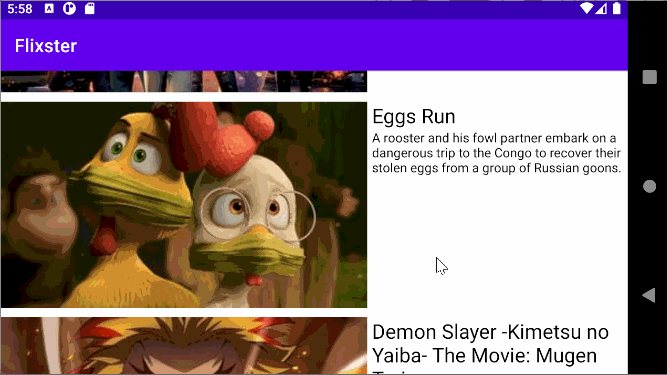 5:58
Flixster
Eggs Run
A rooster and his fowl partner embark on a
dangerous trip to the Congo to recover their
stolen eggs from a group of Russian goons.
Demon Slayer -Kimetsu no
Yaiba- The Movie: Mugen